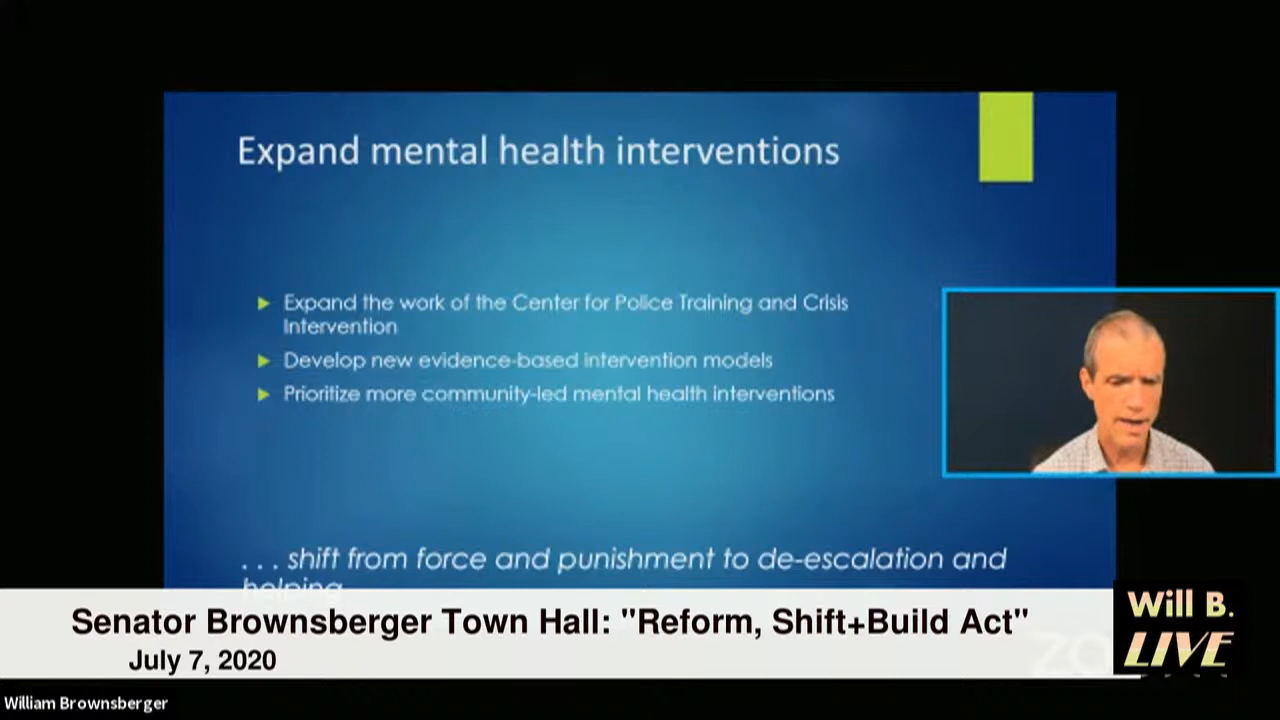 Expand mental health interventions
Expand the work of the Center for Police Training and Crisis
Intervention
Develop new evidence-based intervention models
Prioritize more community-led mental health interventions
. . . shift from force and punishment to de-escalation and
helping
Senator Brownsberger Town Hall: "Reform, Shift+Build Act"
July 7, 2020
Will B.
LIVE
William Brownsberger